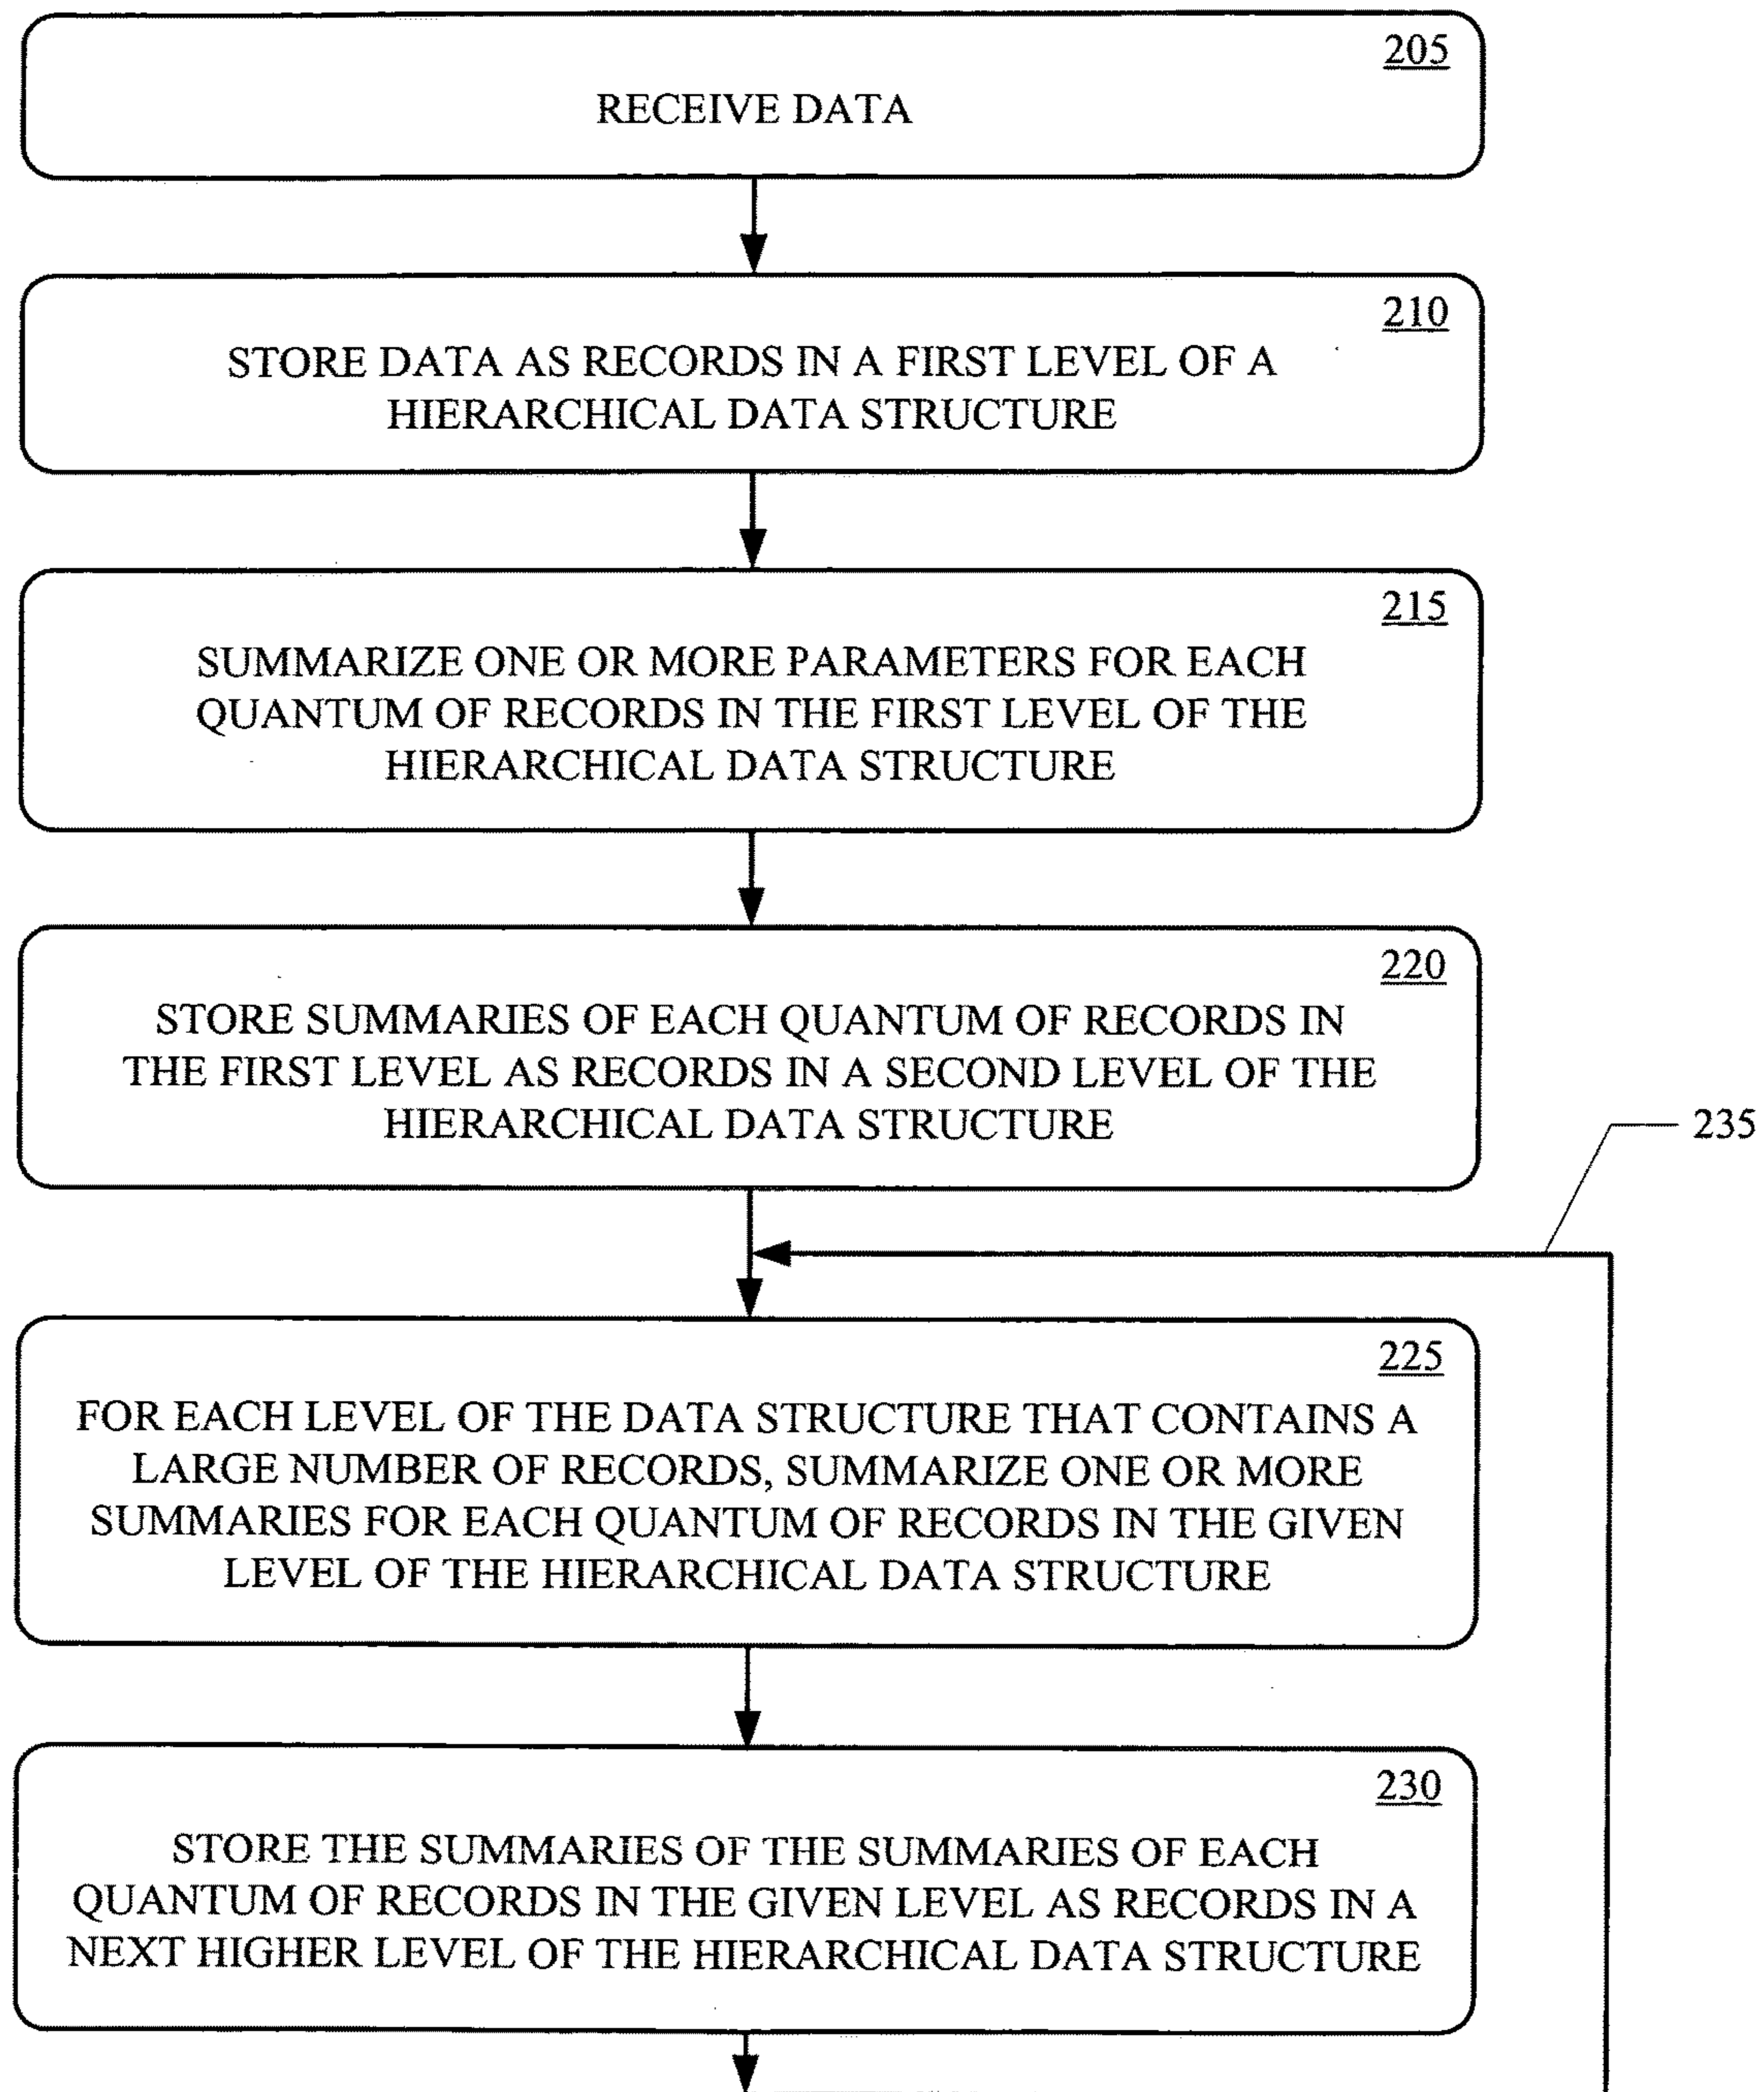 205
RECEIVE DATA
210
STORE DATA AS RECORDS IN A FIRST LEVEL OF A
HIERARCHICAL DATA STRUCTURE
215
SUMMARIZE ONE OR MORE PARAMETERS FOR EACH
QUANTUM OF RECORDS IN THE FIRST LEVEL OF THE
HIERARCHICAL DATA STRUCTURE
220
STORE SUMMARIES OF EACH QUANTUM OF RECORDS IN
THE FIRST LEVEL AS RECORDS IN A SECOND LEVEL OF THE
HIERARCHICAL DATA STRUCTURE
235
225
FOR EACH LEVEL OF THE DATA STRUCTURE THAT CONTAINS A
LARGE NUMBER OF RECORDS, SUMMARIZE ONE OR MORE
SUMMARIES FOR EACH QUANTUM OF RECORDS IN THE GIVEN
LEVEL OF THE HIERARCHICAL DATA STRUCTURE
230
STORE THE SUMMARIES OF THE SUMMARIES OF EACH
QUANTUM OF RECORDS IN THE GIVEN LEVEL AS RECORDS IN A
NEXT HIGHER LEVEL OF THE HIERARCHICAL DATA STRUCTURE